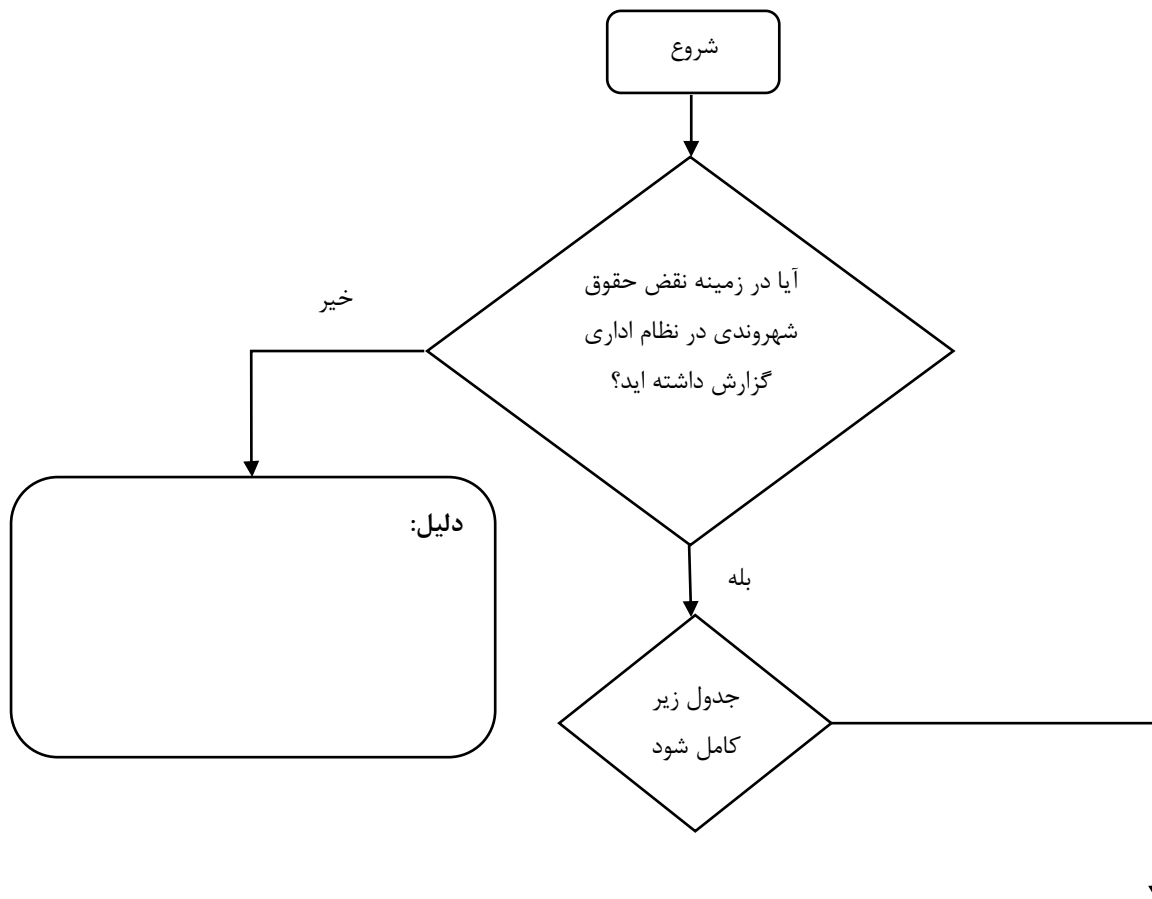 شروع
آیا در زمینه نقض حقوق
شهروندی در نظام اداری
گزارش داشته اید؟
خیر
دلیل:
بله
جدول زیر
کامل شود